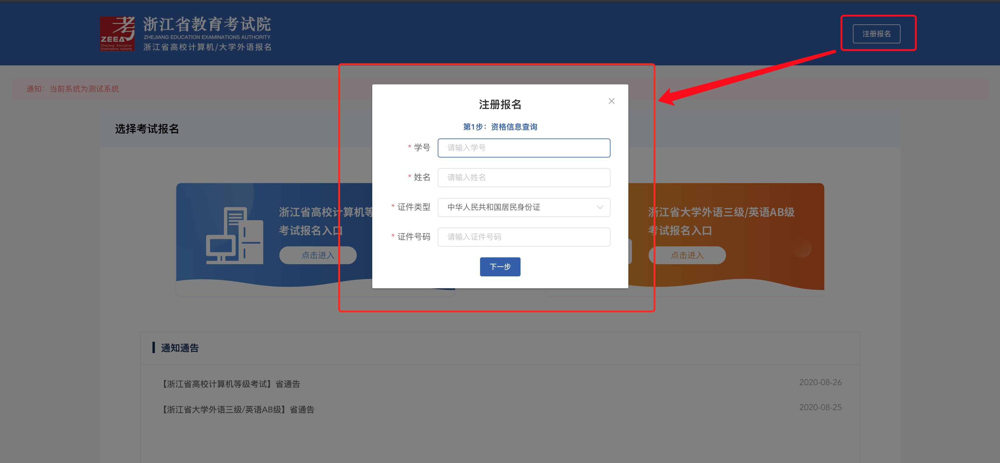 浙江省教育考试院
ZHEJIANG EDUCATION EXAMINATIONS AUTHORITY
浙江省高校计算机/大学外语报名
考
ZEEA
Zhejiang Education
Examinations Authority
注册报名
通知：当前系统为测试系统
选择考试报名
注册报名
第1步：资格信息查询
* 学号 请输入学号
* 姓名 请输入姓名
* 证件类型 中华人民共和国居民身份证
* 证件号码 请输入证件号码
下一步
浙江省高校计算机等
考试报名入口
点击进入
浙江省大学外语三级/英语AB级
考试报名入口
点击进入
通知通告
【浙江省高校计算机等级考试】省通告 2020-08-26
【浙江省大学外语三级/英语AB级】省通告 2020-08-25